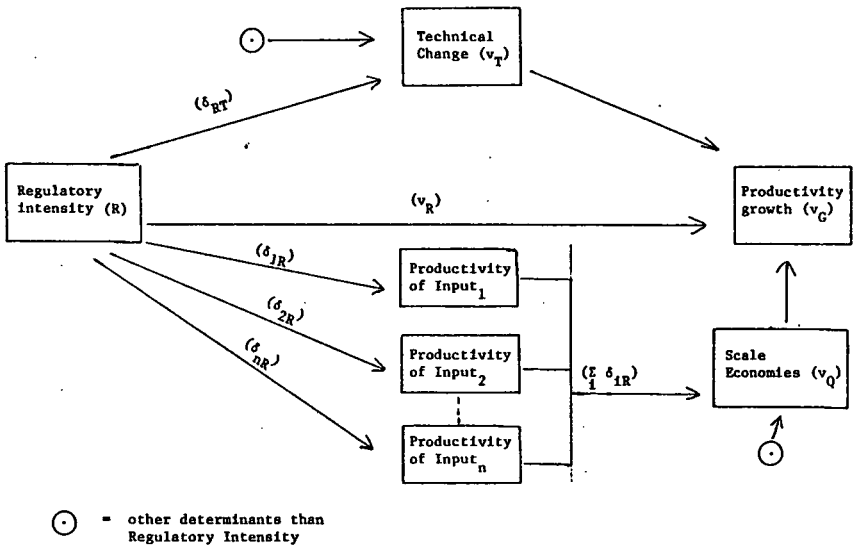 Technical
Change (v_T)
(δ_RT)
Regulatory
intensity (R)
(v_R)
Productivity
growth (v_G)
(δ_1R)
Productivity
of Input_1
(δ_2R)
Productivity
of Input_2
(δ_nR)
(Σ_i δ_iR)
Scale
Economies (v_Q)
Productivity
of Input_n
= other determinants than
Regulatory Intensity